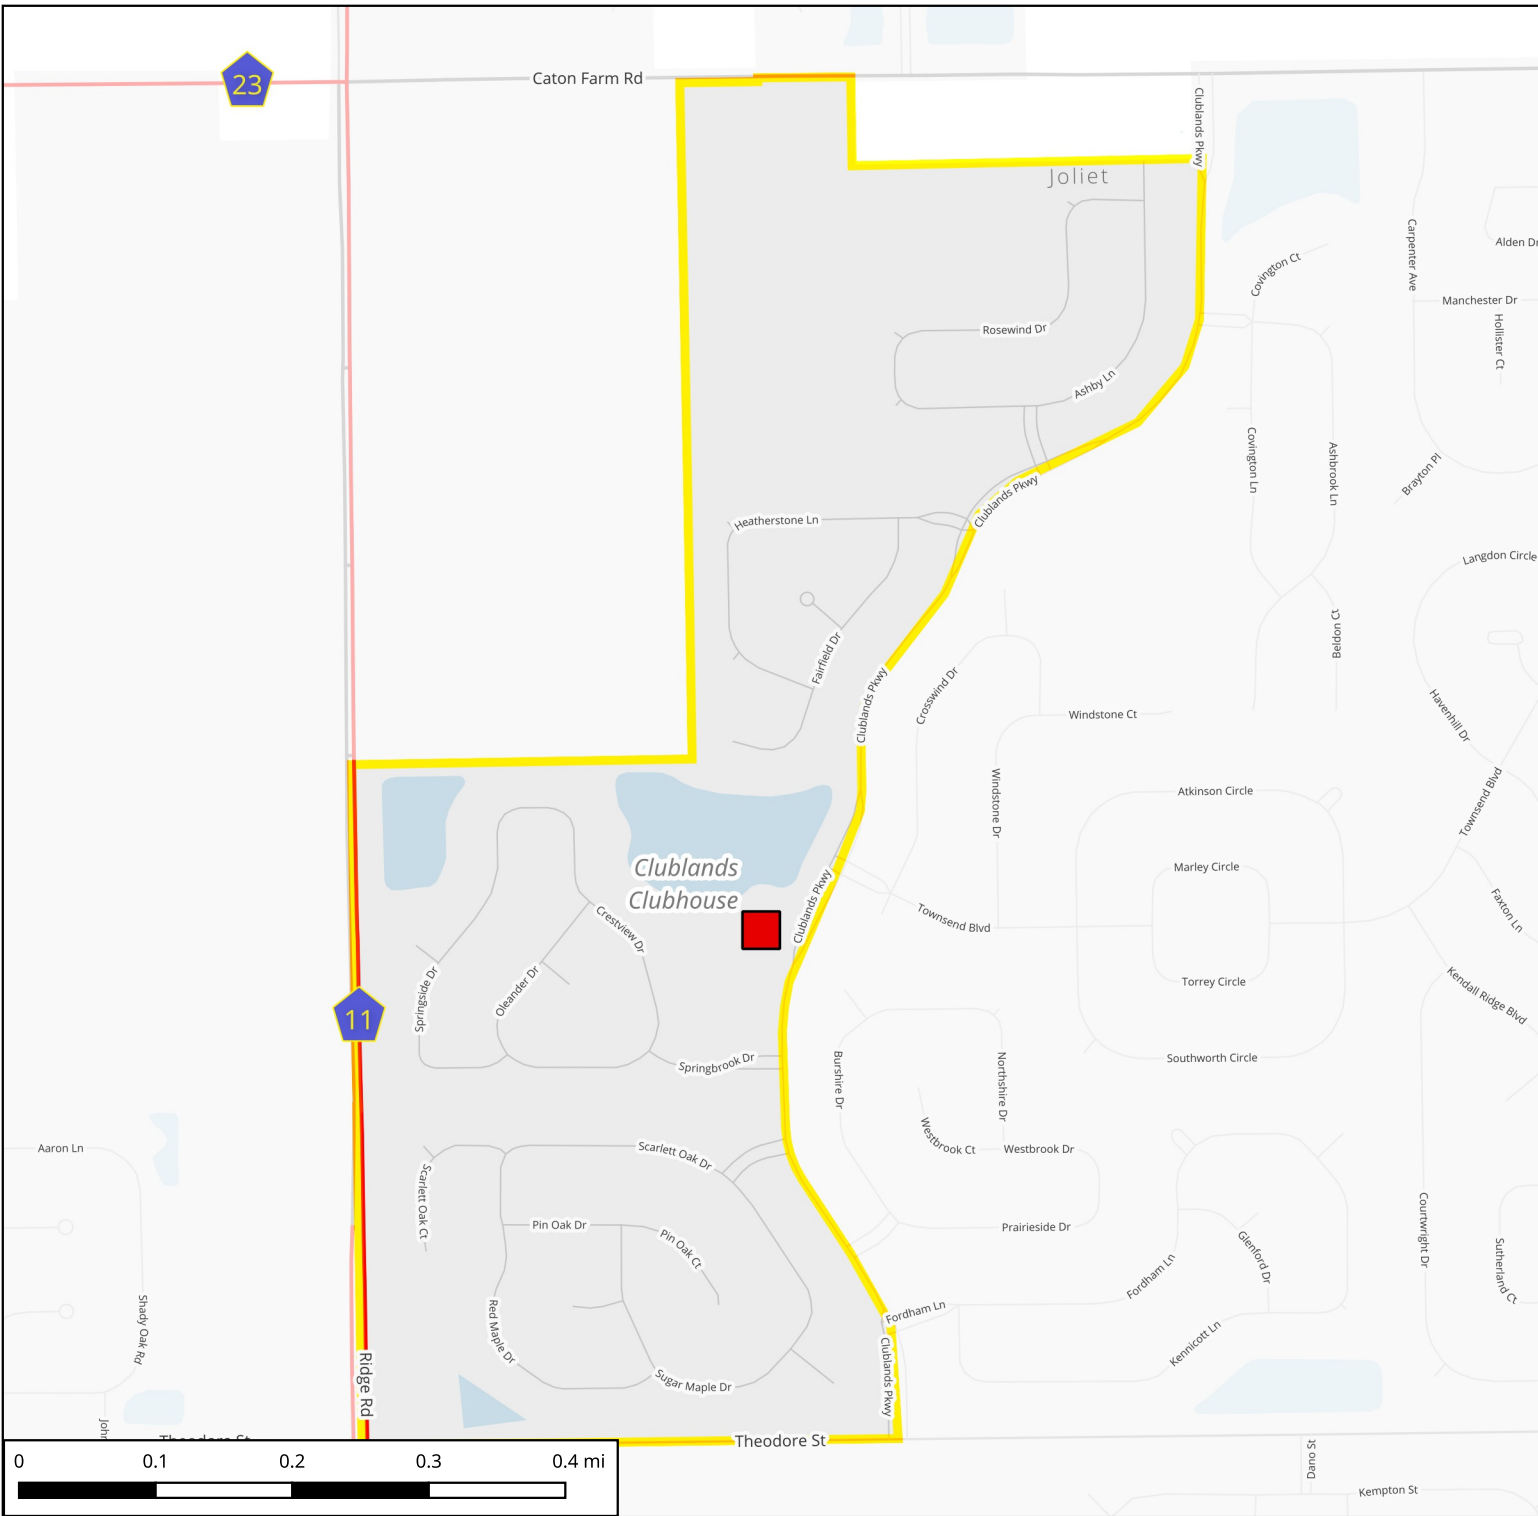 23
Caton Farm Rd
Clublands Pkwy
Joliet
Carpenter Ave
Alden Dr
Covington Ct
Manchester Dr
Hollister Ct
Rosewind Dr
Ashby Ln
Covington Ln
Ashbrook Ln
Brayton Pl
Clublands Pkwy
Heatherstone Ln
Langdon Circle
Beldon Ct
Fairfield Dr
Clublands Pkwy
Crosswind Dr
Windstone Ct
Havenhill Dr
Windstone Dr
Atkinson Circle
Townsend Blvd
Clublands
Clubhouse
Marley Circle
Clublands Pkwy
Crestview Dr
Townsend Blvd
Faxton Ln
Springside Dr
Oleander Dr
Torrey Circle
Kendall Ridge Blvd
11
Springbrook Dr
Southworth Circle
Burshire Dr
Northshire Dr
Aaron Ln
Scarlett Oak Dr
Westbrook Ct
Westbrook Dr
Scarlett Oak Ct
Pin Oak Dr
Pin Oak Ct
Prairieside Dr
Courtwright Dr
Glenford Dr
Sutherland Ct
Fordham Ln
Shady Oak Rd
Red Maple Dr
Fordham Ln
Kennicott Ln
Ridge Rd
Sugar Maple Dr
Clublands Pkwy
Theodore St
Theodore St
Dano St
0 0.1 0.2 0.3 0.4 mi
Kempton St